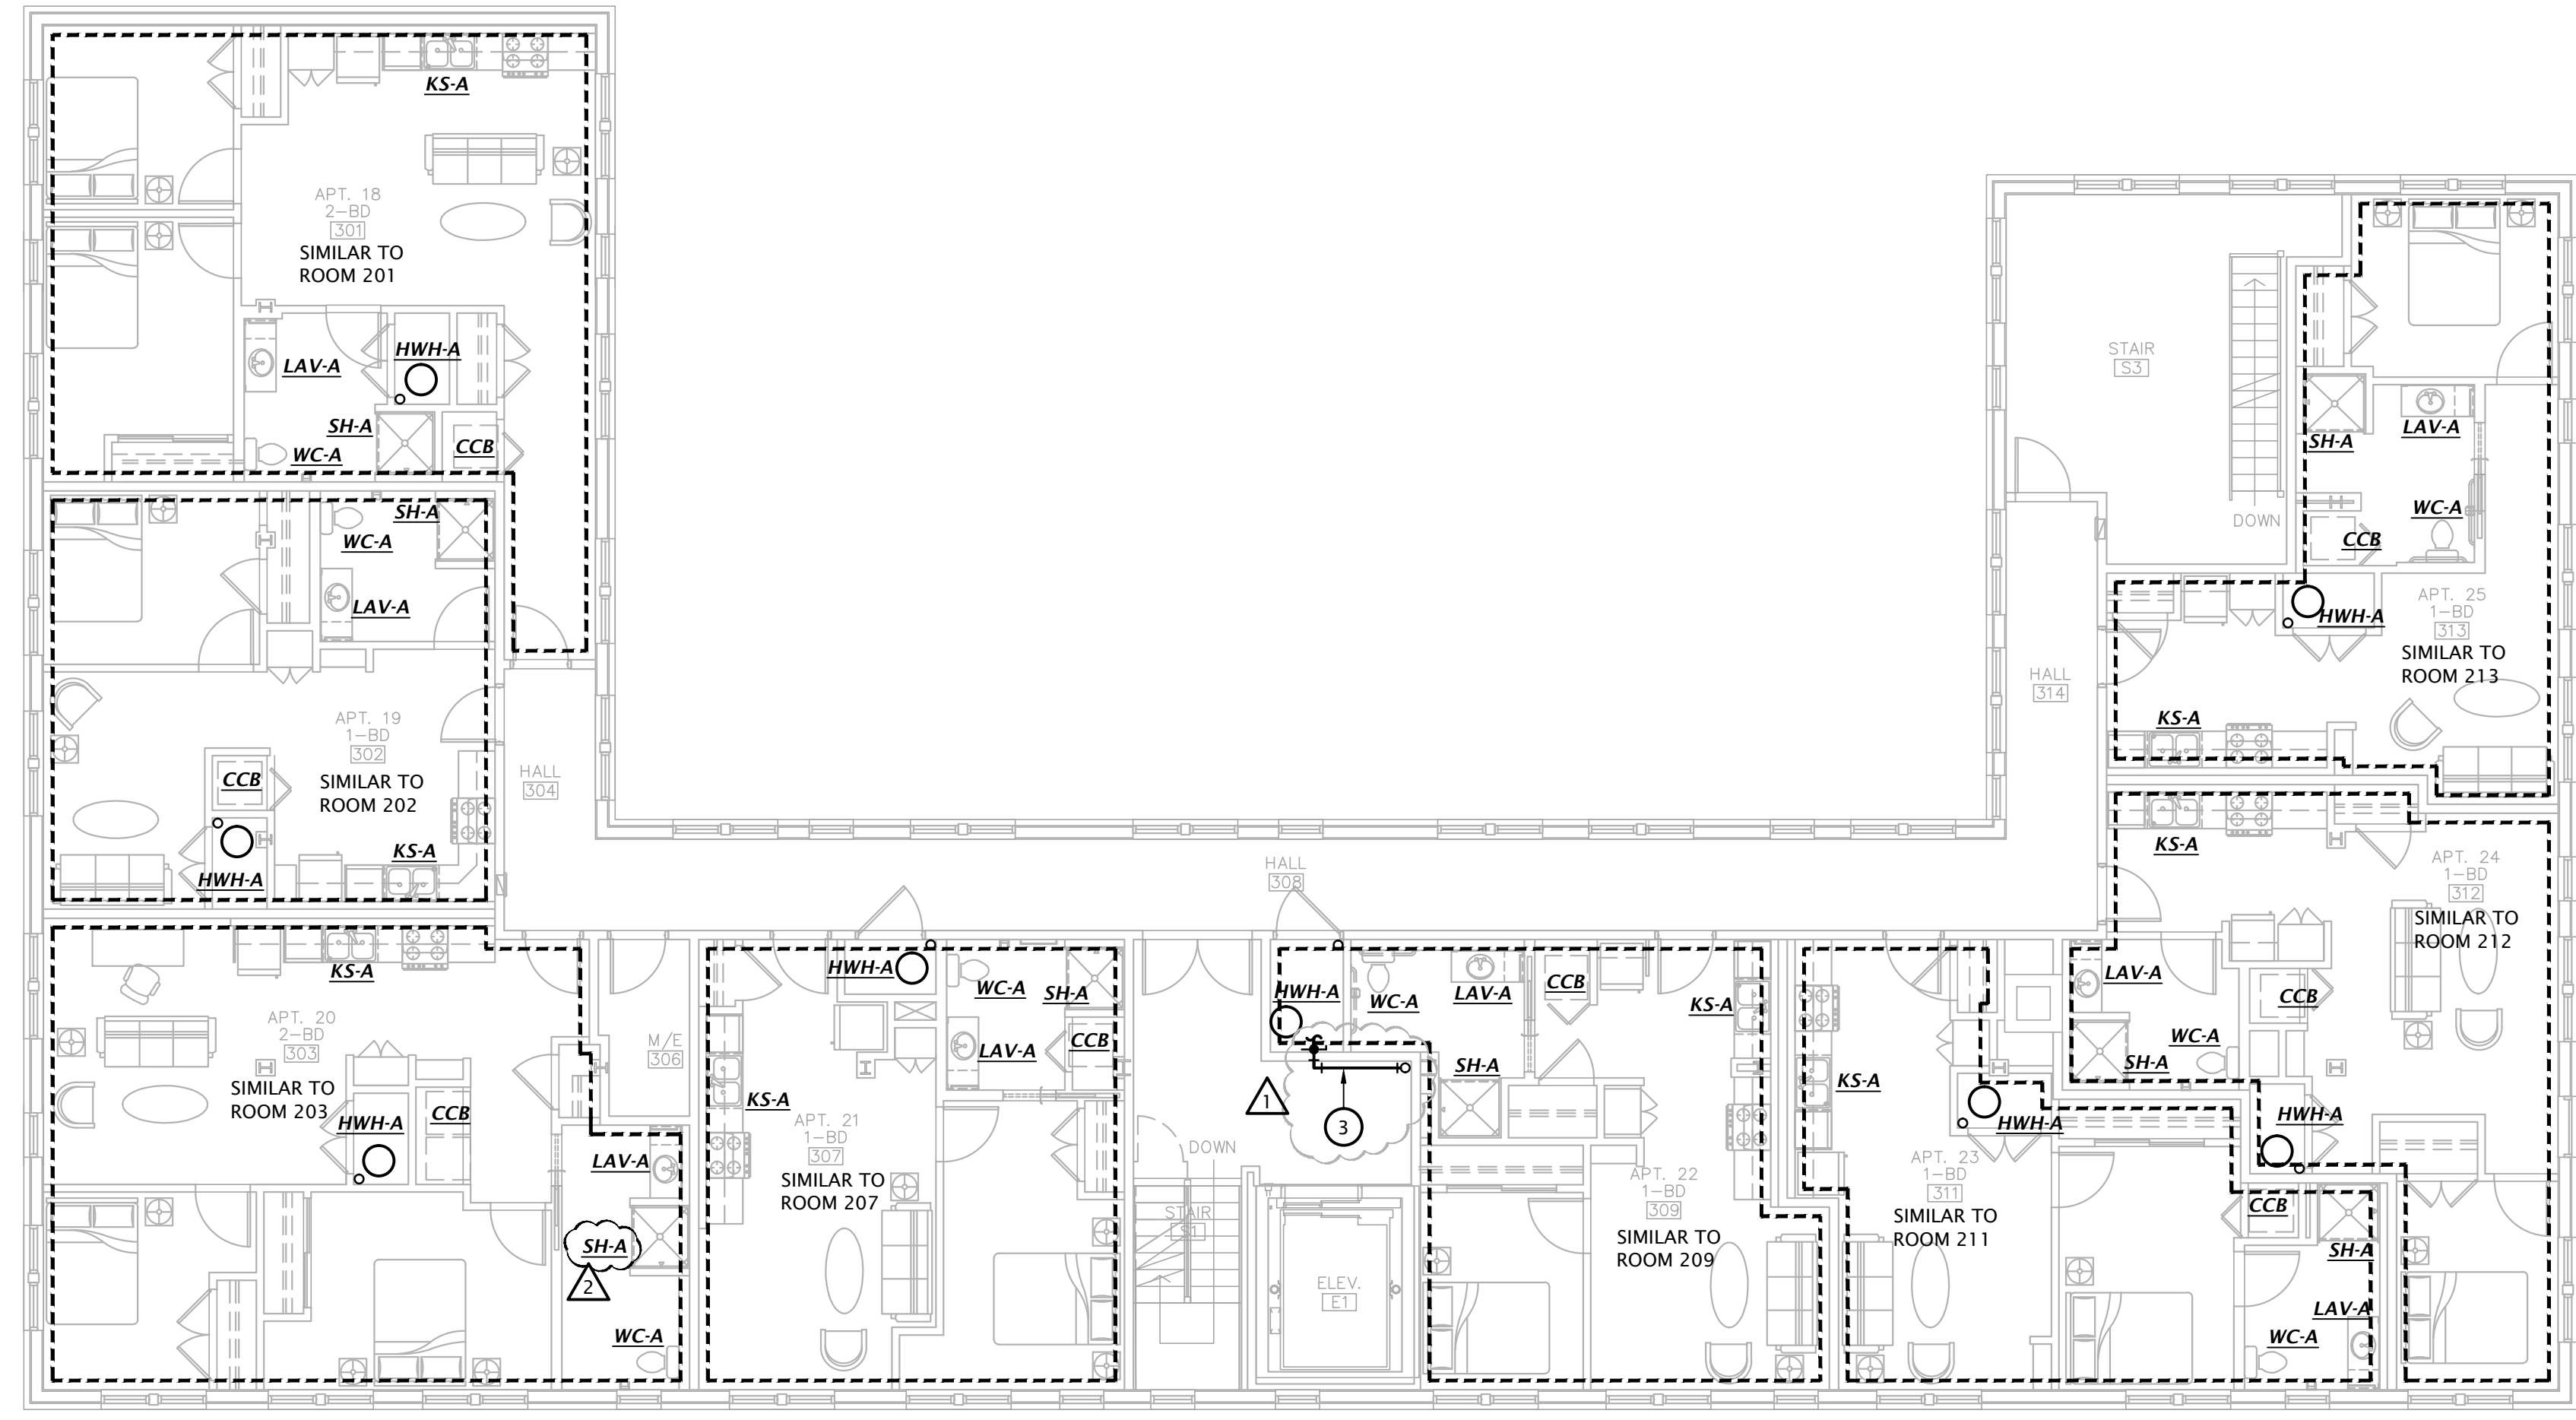 KS-A
APT. 18
2-BD
301
SIMILAR TO
ROOM 201
HWH-A
LAV-A
SH-A
WC-A
CCB
SH-A
WC-A
LAV-A
APT. 19
1-BD
302
SIMILAR TO
ROOM 202
CCB
KS-A
HWH-A
HALL
304
KS-A
APT. 20
2-BD
303
SIMILAR TO
ROOM 203
HWH-A
CCB
LAV-A
SH-A
2
WC-A
M/E
306
HWH-A
WC-A
SH-A
LAV-A
CCB
KS-A
APT. 21
1-BD
307
SIMILAR TO
ROOM 207
HALL
308
DOWN
STAIR
S1
ELEV.
E1
1
3
HWH-A
WC-A
LAV-A
CCB
KS-A
SH-A
APT. 22
1-BD
309
SIMILAR TO
ROOM 209
KS-A
HWH-A
APT. 23
1-BD
311
SIMILAR TO
ROOM 211
CCB
SH-A
LAV-A
WC-A
STAIR
S3
DOWN
HALL
314
SH-A
LAV-A
WC-A
CCB
HWH-A
APT. 25
1-BD
313
SIMILAR TO
ROOM 213
KS-A
KS-A
APT. 24
1-BD
312
SIMILAR TO
ROOM 212
LAV-A
CCB
WC-A
SH-A
HWH-A